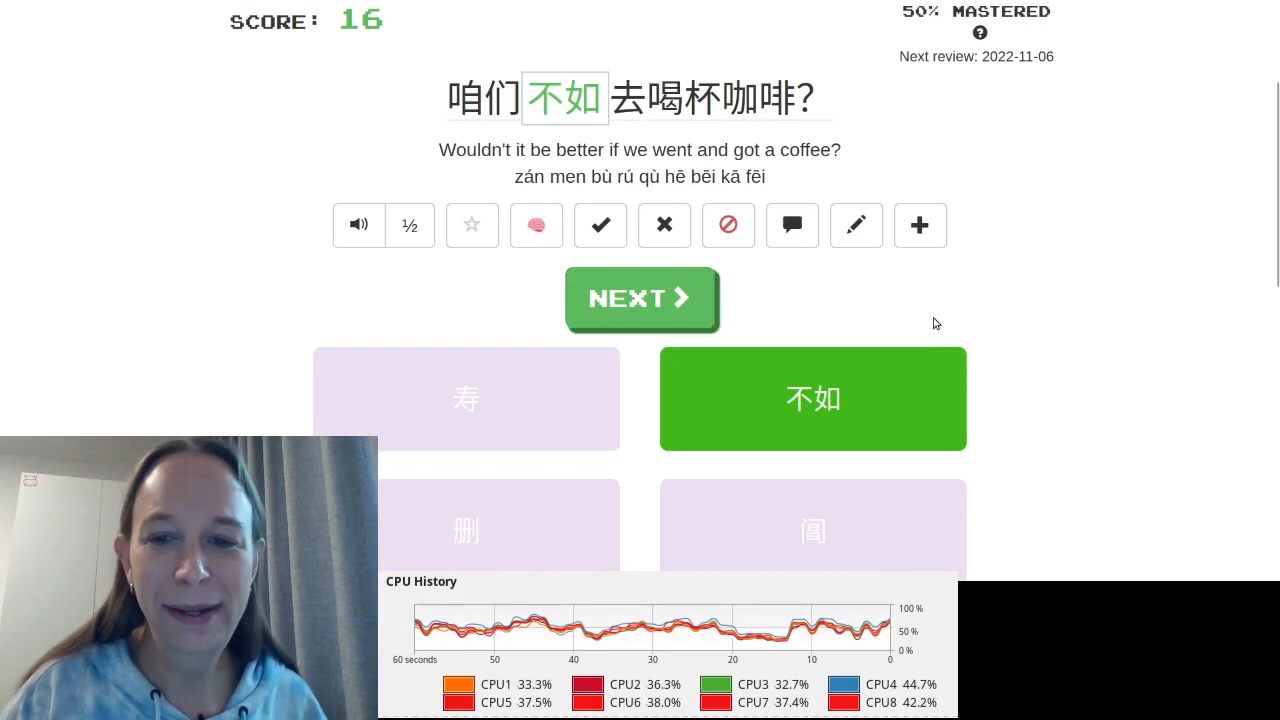 SCORE: 16
50% MASTERED
Next review: 2022-11-06
咱们不如去喝杯咖啡?
Wouldn't it be better if we went and got a coffee?
zán men bù rú qù hē bēi kā fēi
½
NEXT
寿
不如
删
阊
CPU History
100 %
50 %
0 %
60 seconds 50 40 30 20 10 0
CPU1 33.3% CPU2 36.3% CPU3 32.7% CPU4 44.7%
CPU5 37.5% CPU6 38.0% CPU7 37.4% CPU8 42.2%